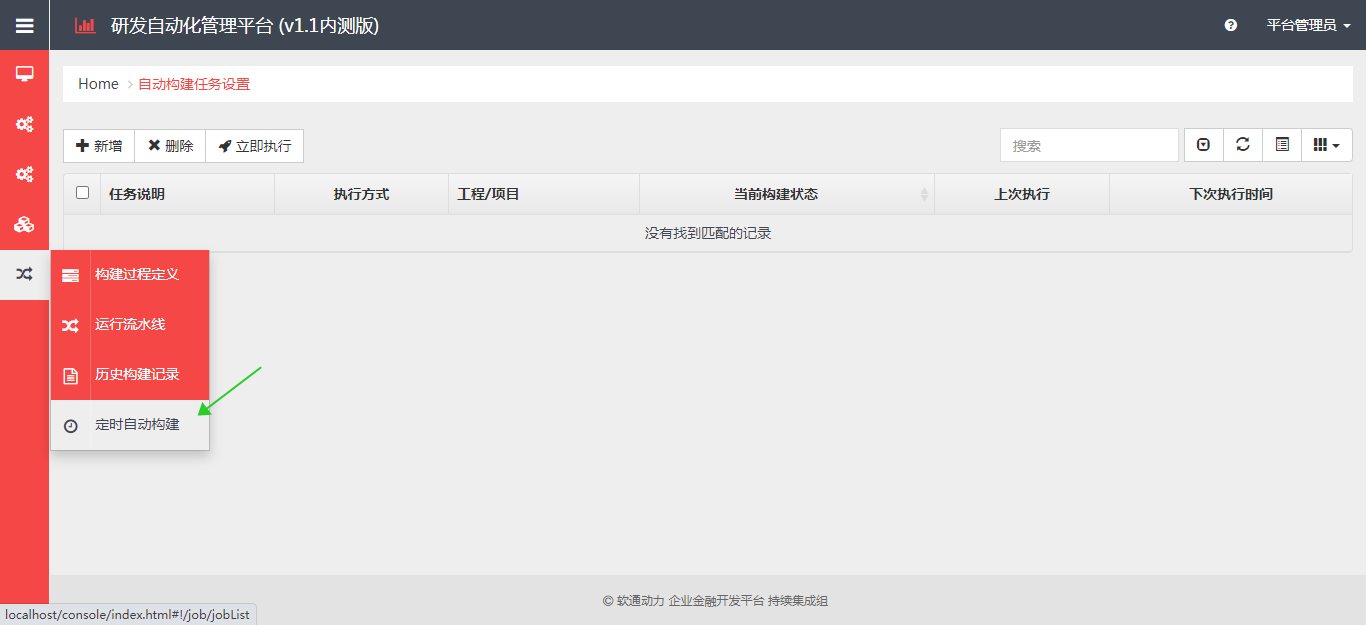 研发自动化管理平台 (v1.1内测版)
平台管理员
Home
自动构建任务设置
新增
删除
立即执行
搜索
任务说明
执行方式
工程/项目
当前构建状态
上次执行
下次执行时间
没有找到匹配的记录
构建过程定义
运行流水线
历史构建记录
定时自动构建
© 软通动力 企业金融开发平台 持续集成组
localhost/console/index.html#!/job/jobList